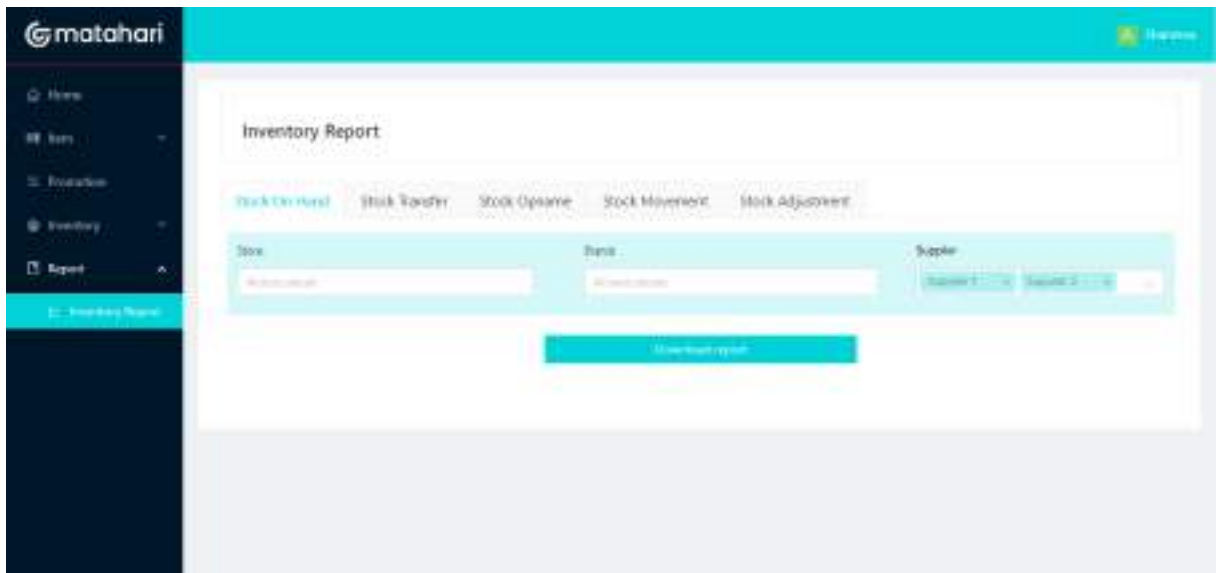 matahari
Home
Item
Promotion
Inventory
Report
Inventory Report
Inventory Report
Stock On Hand Stock Transfer Stock Opname Stock Movement Stock Adjustment
Store
Supplier
Supplier 1 Supplier 2
Download report